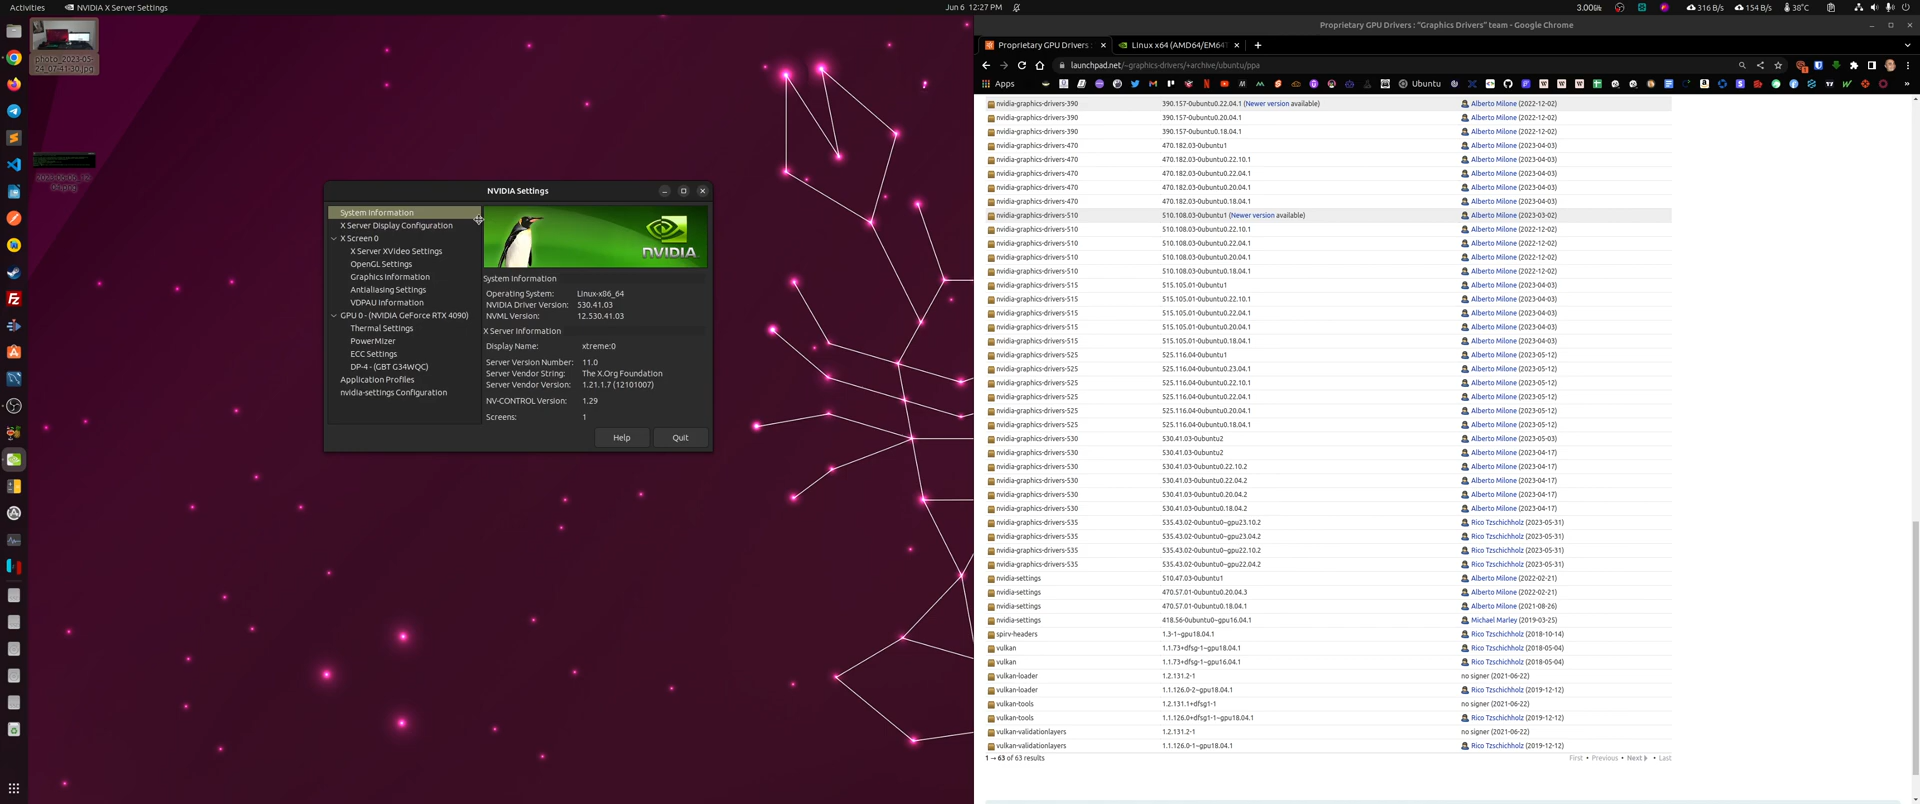 Activities
NVIDIA X Server Settings
Jun 6 12:27 PM
316 B/s
154 B/s
38°C
NVIDIA Settings
System Information
X Server Display Configuration
X Screen 0
X Server XVideo Settings
OpenGL Settings
Graphics Information
Antialiasing Settings
VDPAU Information
GPU 0 - (NVIDIA GeForce RTX 4090)
Thermal Settings
PowerMizer
ECC Settings
DP-4 - (GBT G34WQC)
Application Profiles
nvidia-settings Configuration
NVIDIA.
System Information
Operating System: Linux-x86_64
NVIDIA Driver Version: 530.41.03
NVML Version: 12.530.41.03
X Server Information
Display Name: xtreme:0
Server Version Number: 11.0
Server Vendor String: The X.Org Foundation
Server Vendor Version: 1.21.1.7 (12101007)
NV-CONTROL Version: 1.29
Screens: 1
Help
Quit
Proprietary GPU Drivers : “Graphics Drivers” team - Google Chrome
Proprietary GPU Drivers
Linux x64 (AMD64/EM64T
launchpad.net/~graphics-drivers/+archive/ubuntu/ppa
Apps
Ubuntu
nvidia-graphics-drivers-390 390.157-0ubuntu0.22.04.1 (Newer version available) Alberto Milone (2022-12-02)
nvidia-graphics-drivers-390 390.157-0ubuntu0.20.04.1 Alberto Milone (2022-12-02)
nvidia-graphics-drivers-390 390.157-0ubuntu0.18.04.1 Alberto Milone (2022-12-02)
nvidia-graphics-drivers-470 470.182.03-0ubuntu1 Alberto Milone (2023-04-03)
nvidia-graphics-drivers-470 470.182.03-0ubuntu0.22.10.1 Alberto Milone (2023-04-03)
nvidia-graphics-drivers-470 470.182.03-0ubuntu0.22.04.1 Alberto Milone (2023-04-03)
nvidia-graphics-drivers-470 470.182.03-0ubuntu0.20.04.1 Alberto Milone (2023-04-03)
nvidia-graphics-drivers-470 470.182.03-0ubuntu0.18.04.1 Alberto Milone (2023-04-03)
nvidia-graphics-drivers-510 510.108.03-0ubuntu1 (Newer version available) Alberto Milone (2023-03-02)
nvidia-graphics-drivers-510 510.108.03-0ubuntu0.22.10.1 Alberto Milone (2022-12-02)
nvidia-graphics-drivers-510 510.108.03-0ubuntu0.22.04.1 Alberto Milone (2022-12-02)
nvidia-graphics-drivers-510 510.108.03-0ubuntu0.20.04.1 Alberto Milone (2022-12-02)
nvidia-graphics-drivers-510 510.108.03-0ubuntu0.18.04.1 Alberto Milone (2022-12-02)
nvidia-graphics-drivers-515 515.105.01-0ubuntu1 Alberto Milone (2023-04-03)
nvidia-graphics-drivers-515 515.105.01-0ubuntu0.22.10.1 Alberto Milone (2023-04-03)
nvidia-graphics-drivers-515 515.105.01-0ubuntu0.22.04.1 Alberto Milone (2023-04-03)
nvidia-graphics-drivers-515 515.105.01-0ubuntu0.20.04.1 Alberto Milone (2023-04-03)
nvidia-graphics-drivers-515 515.105.01-0ubuntu0.18.04.1 Alberto Milone (2023-04-03)
nvidia-graphics-drivers-525 525.116.04-0ubuntu1 Alberto Milone (2023-05-12)
nvidia-graphics-drivers-525 525.116.04-0ubuntu0.23.04.1 Alberto Milone (2023-05-12)
nvidia-graphics-drivers-525 525.116.04-0ubuntu0.22.10.1 Alberto Milone (2023-05-12)
nvidia-graphics-drivers-525 525.116.04-0ubuntu0.22.04.1 Alberto Milone (2023-05-12)
nvidia-graphics-drivers-525 525.116.04-0ubuntu0.20.04.1 Alberto Milone (2023-05-12)
nvidia-graphics-drivers-525 525.116.04-0ubuntu0.18.04.1 Alberto Milone (2023-05-12)
nvidia-graphics-drivers-530 530.41.03-0ubuntu2 Alberto Milone (2023-05-03)
nvidia-graphics-drivers-530 530.41.03-0ubuntu2 Alberto Milone (2023-04-17)
nvidia-graphics-drivers-530 530.41.03-0ubuntu0.22.10.2 Alberto Milone (2023-04-17)
nvidia-graphics-drivers-530 530.41.03-0ubuntu0.22.04.2 Alberto Milone (2023-04-17)
nvidia-graphics-drivers-530 530.41.03-0ubuntu0.20.04.2 Alberto Milone (2023-04-17)
nvidia-graphics-drivers-530 530.41.03-0ubuntu0.18.04.2 Alberto Milone (2023-04-17)
nvidia-graphics-drivers-535 535.43.02-0ubuntu0~gpu23.10.2 Rico Tzschichholz (2023-05-31)
nvidia-graphics-drivers-535 535.43.02-0ubuntu0~gpu23.04.2 Rico Tzschichholz (2023-05-31)
nvidia-graphics-drivers-535 535.43.02-0ubuntu0~gpu22.10.2 Rico Tzschichholz (2023-05-31)
nvidia-graphics-drivers-535 535.43.02-0ubuntu0~gpu22.04.2 Rico Tzschichholz (2023-05-31)
nvidia-settings 510.47.03-0ubuntu1 Alberto Milone (2022-02-21)
nvidia-settings 470.57.01-0ubuntu0.20.04.3 Alberto Milone (2022-02-21)
nvidia-settings 470.57.01-0ubuntu0.18.04.1 Alberto Milone (2021-08-26)
nvidia-settings 418.56-0ubuntu0~gpu16.04.1 Michael Marley (2019-03-25)
spirv-headers 1.3-1~gpu18.04.1 Rico Tzschichholz (2018-10-14)
vulkan 1.1.73+dfsg-1~gpu18.04.1 Rico Tzschichholz (2018-05-04)
vulkan 1.1.73+dfsg-1~gpu16.04.1 Rico Tzschichholz (2018-05-04)
vulkan-loader 1.2.131.2-1 no signer (2021-06-22)
vulkan-loader 1.1.126.0-2~gpu18.04.1 Rico Tzschichholz (2019-12-12)
vulkan-tools 1.2.131.1+dfsg1-1 no signer (2021-06-22)
vulkan-tools 1.1.126.0+dfsg1-1~gpu18.04.1 Rico Tzschichholz (2019-12-12)
vulkan-validationlayers 1.2.131.2-1 no signer (2021-06-22)
vulkan-validationlayers 1.1.126.0-1~gpu18.04.1 Rico Tzschichholz (2019-12-12)
1 → 63 of 63 results
First • Previous • Next • Last